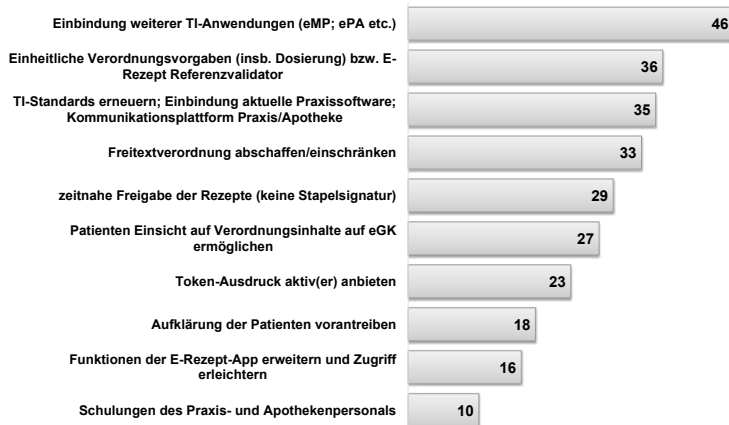 Einbindung weiterer TI-Anwendungen (eMP; ePA etc.)
46
Einheitliche Verordnungsvorgaben (insb. Dosierung) bzw. E-
Rezept Referenzvalidator
36
TI-Standards erneuern; Einbindung aktuelle Praxissoftware;
Kommunikationsplattform Praxis/Apotheke
35
Freitextverordnung abschaffen/einschränken
33
zeitnahe Freigabe der Rezepte (keine Stapelsignatur)
29
Patienten Einsicht auf Verordnungsinhalte auf eGK
ermöglichen
27
Token-Ausdruck aktiv(er) anbieten
23
Aufklärung der Patienten vorantreiben
18
Funktionen der E-Rezept-App erweitern und Zugriff
erleichtern
16
Schulungen des Praxis- und Apothekenpersonals
10